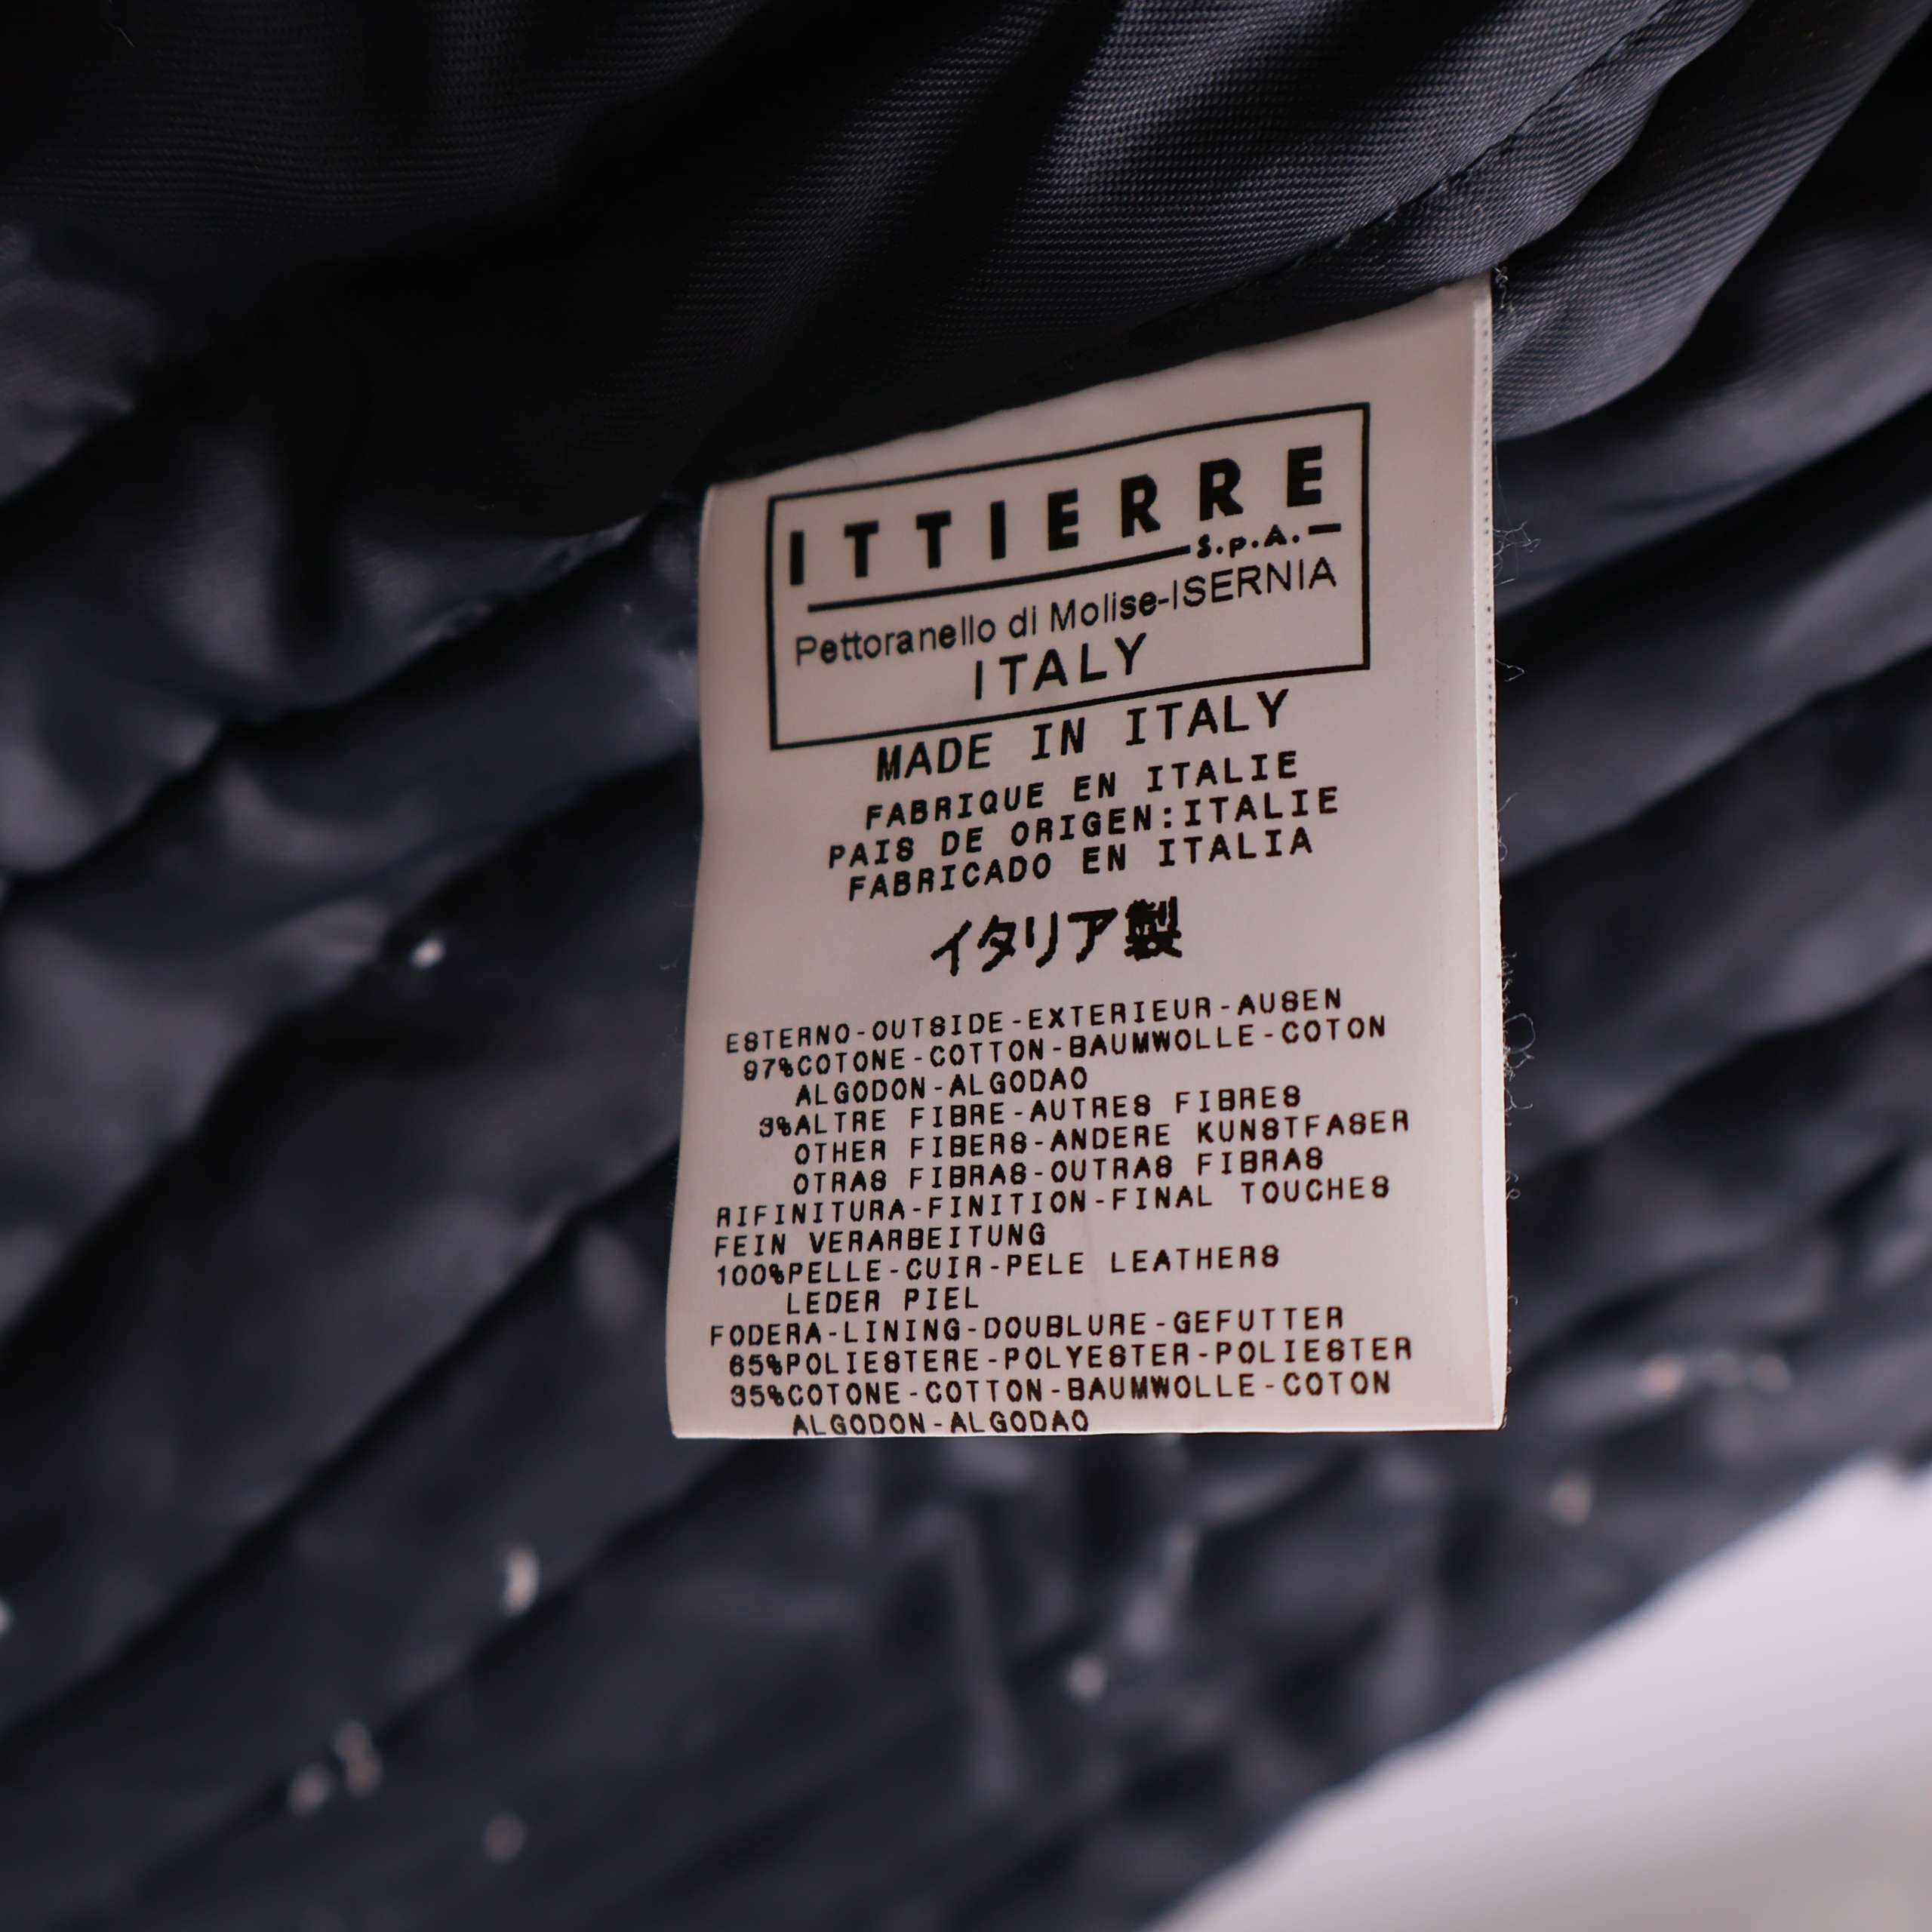 ITTIERRE
S.p.A.
Pettoranello di Molise-ISERNIA
ITALY
MADE IN ITALY
FABRIQUE EN ITALIE
PAIS DE ORIGEN:ITALIE
FABRICADO EN ITALIA
イタリア製
ESTERNO-OUTSIDE-EXTERIEUR-AUSEN
97%COTONE-COTTON-BAUMWOLLE-COTON
ALGODON-ALGODAO
3%ALTRE FIBRE-AUTRES FIBRES
OTHER FIBERS-ANDERE KUNSTFASER
OTRAS FIBRAS-OUTRAS FIBRAS
RIFINITURA-FINITION-FINAL TOUCHES
FEIN VERARBEITUNG
100%PELLE-CUIR-PELE LEATHERS
LEDER PIEL
FODERA-LINING-DOUBLURE-GEFUTTER
65%POLIESTERE-POLYESTER-POLIESTER
35%COTONE-COTTON-BAUMWOLLE-COTON
ALGODON-ALGODAO